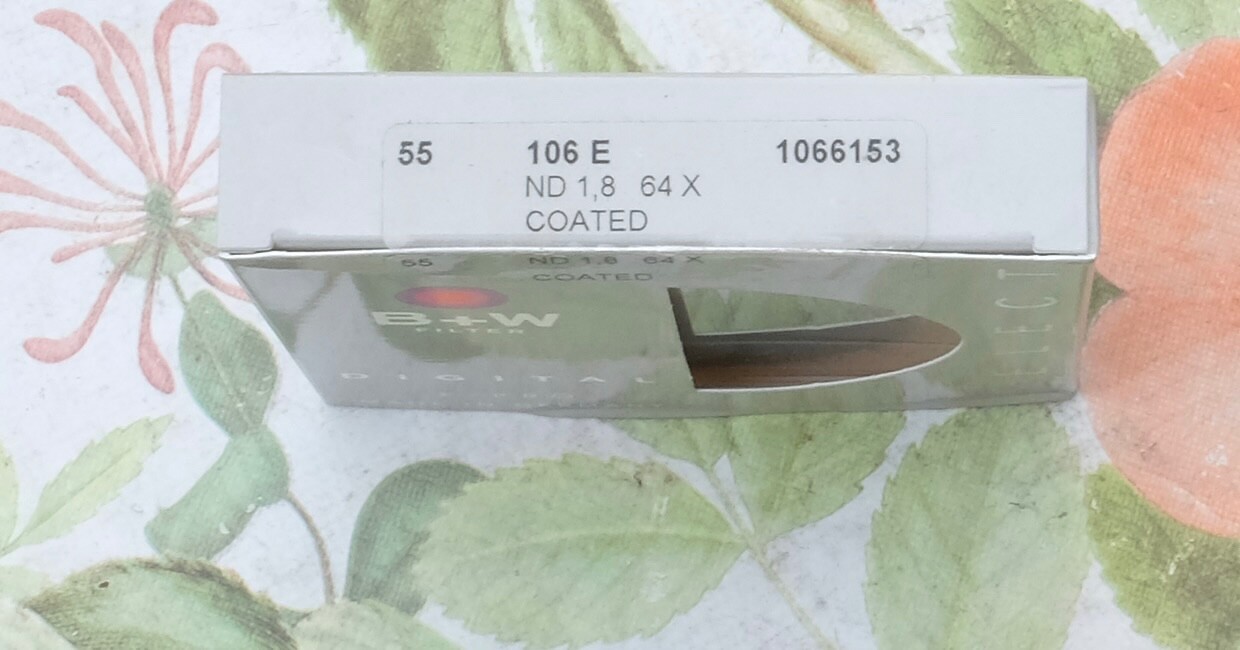 55 106 E 1066153
ND 1,8 64 X
COATED
55 ND 1,8 64 X
COATED
B+W
FILTER
DIGITAL